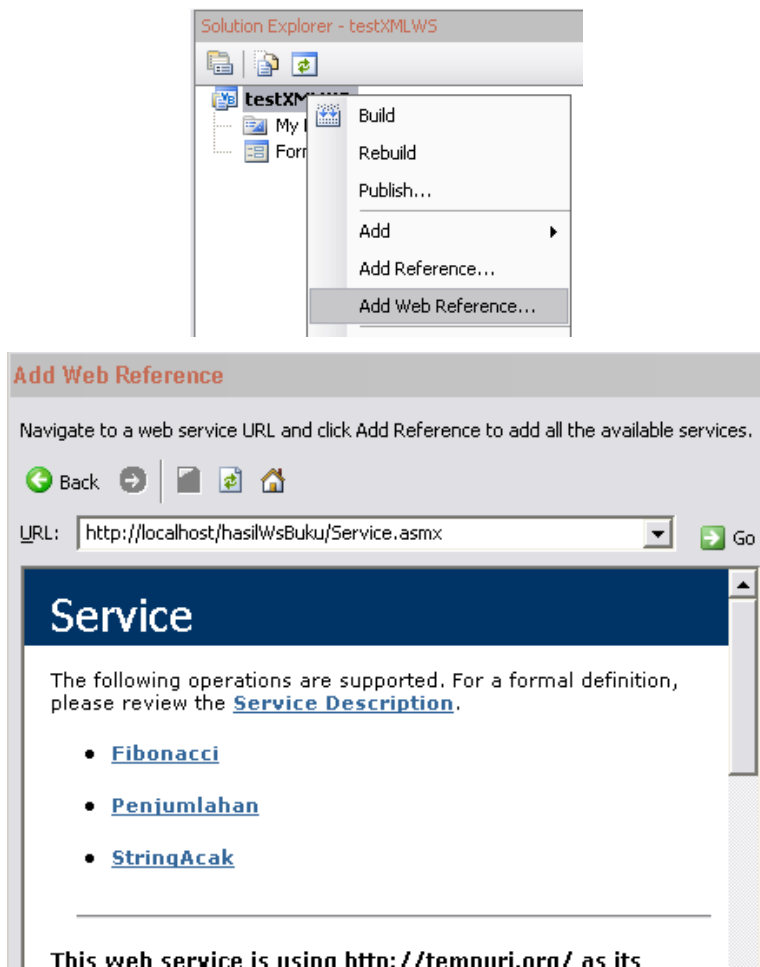 Solution Explorer - testXMLWS
testXMLWS
My
Form
Build
Rebuild
Publish...
Add
Add Reference...
Add Web Reference...
Add Web Reference
Navigate to a web service URL and click Add Reference to add all the available services.
Back
URL: http://localhost/hasilWsBuku/Service.asmx Go
Service
The following operations are supported. For a formal definition,
please review the Service Description.
• Fibonacci
• Penjumlahan
• StringAcak
This web service is using http://tempuri.org/ as its